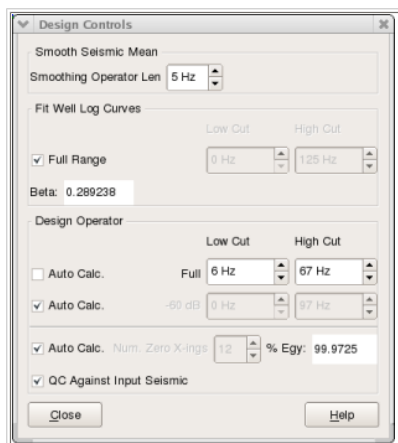 Design Controls
Smooth Seismic Mean
Smoothing Operator Len 5 Hz
Fit Well Log Curves
Low Cut High Cut
Full Range 0 Hz 125 Hz
Beta: 0.289238
Design Operator
Low Cut High Cut
Auto Calc. Full 6 Hz 67 Hz
Auto Calc. -60 dB 0 Hz 97 Hz
Auto Calc. Num. Zero X-ings 12 % Egy: 99.9725
QC Against Input Seismic
Close Help